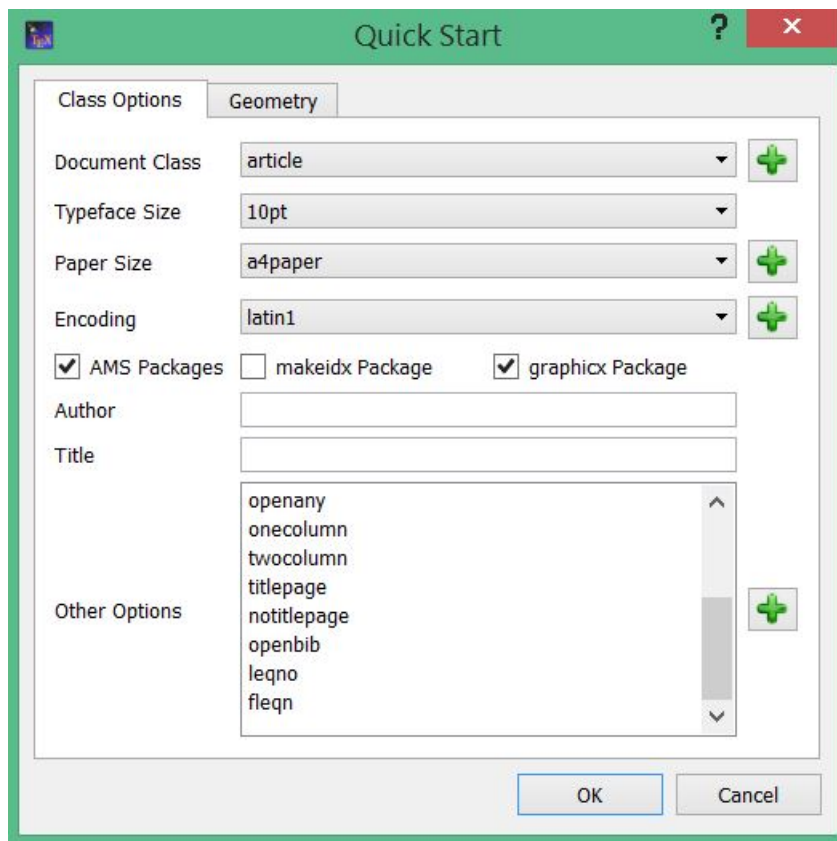 Quick Start ?
Class Options Geometry
Document Class article
Typeface Size 10pt
Paper Size a4paper
Encoding latin1
AMS Packages makeidx Package graphicx Package
Author
Title
openany
onecolumn
twocolumn
titlepage
Other Options notitlepage
openbib
leqno
fleqn
OK Cancel